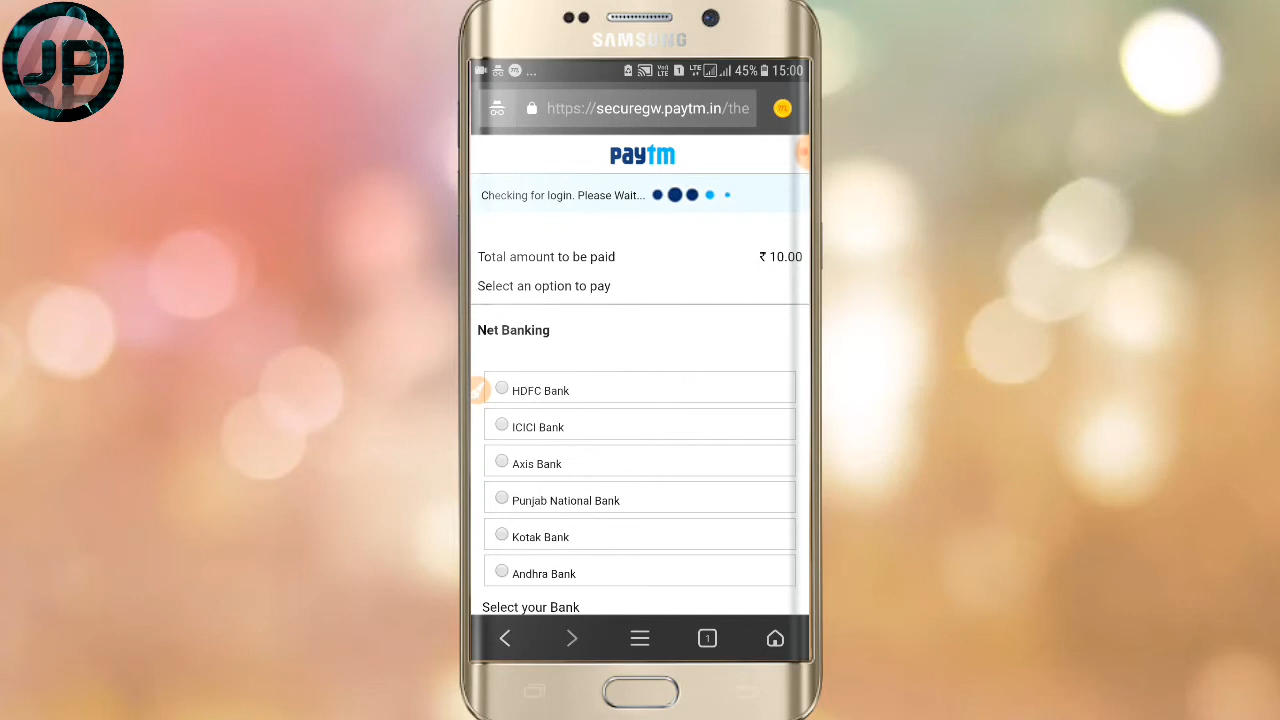 JP
SAMSUNG
... 45% 15:00
https://securegw.paytm.in/the
paytm
Checking for login. Please Wait...
Total amount to be paid ₹ 10.00
Select an option to pay
Net Banking
HDFC Bank
ICICI Bank
Axis Bank
Punjab National Bank
Kotak Bank
Andhra Bank
Select your Bank
1